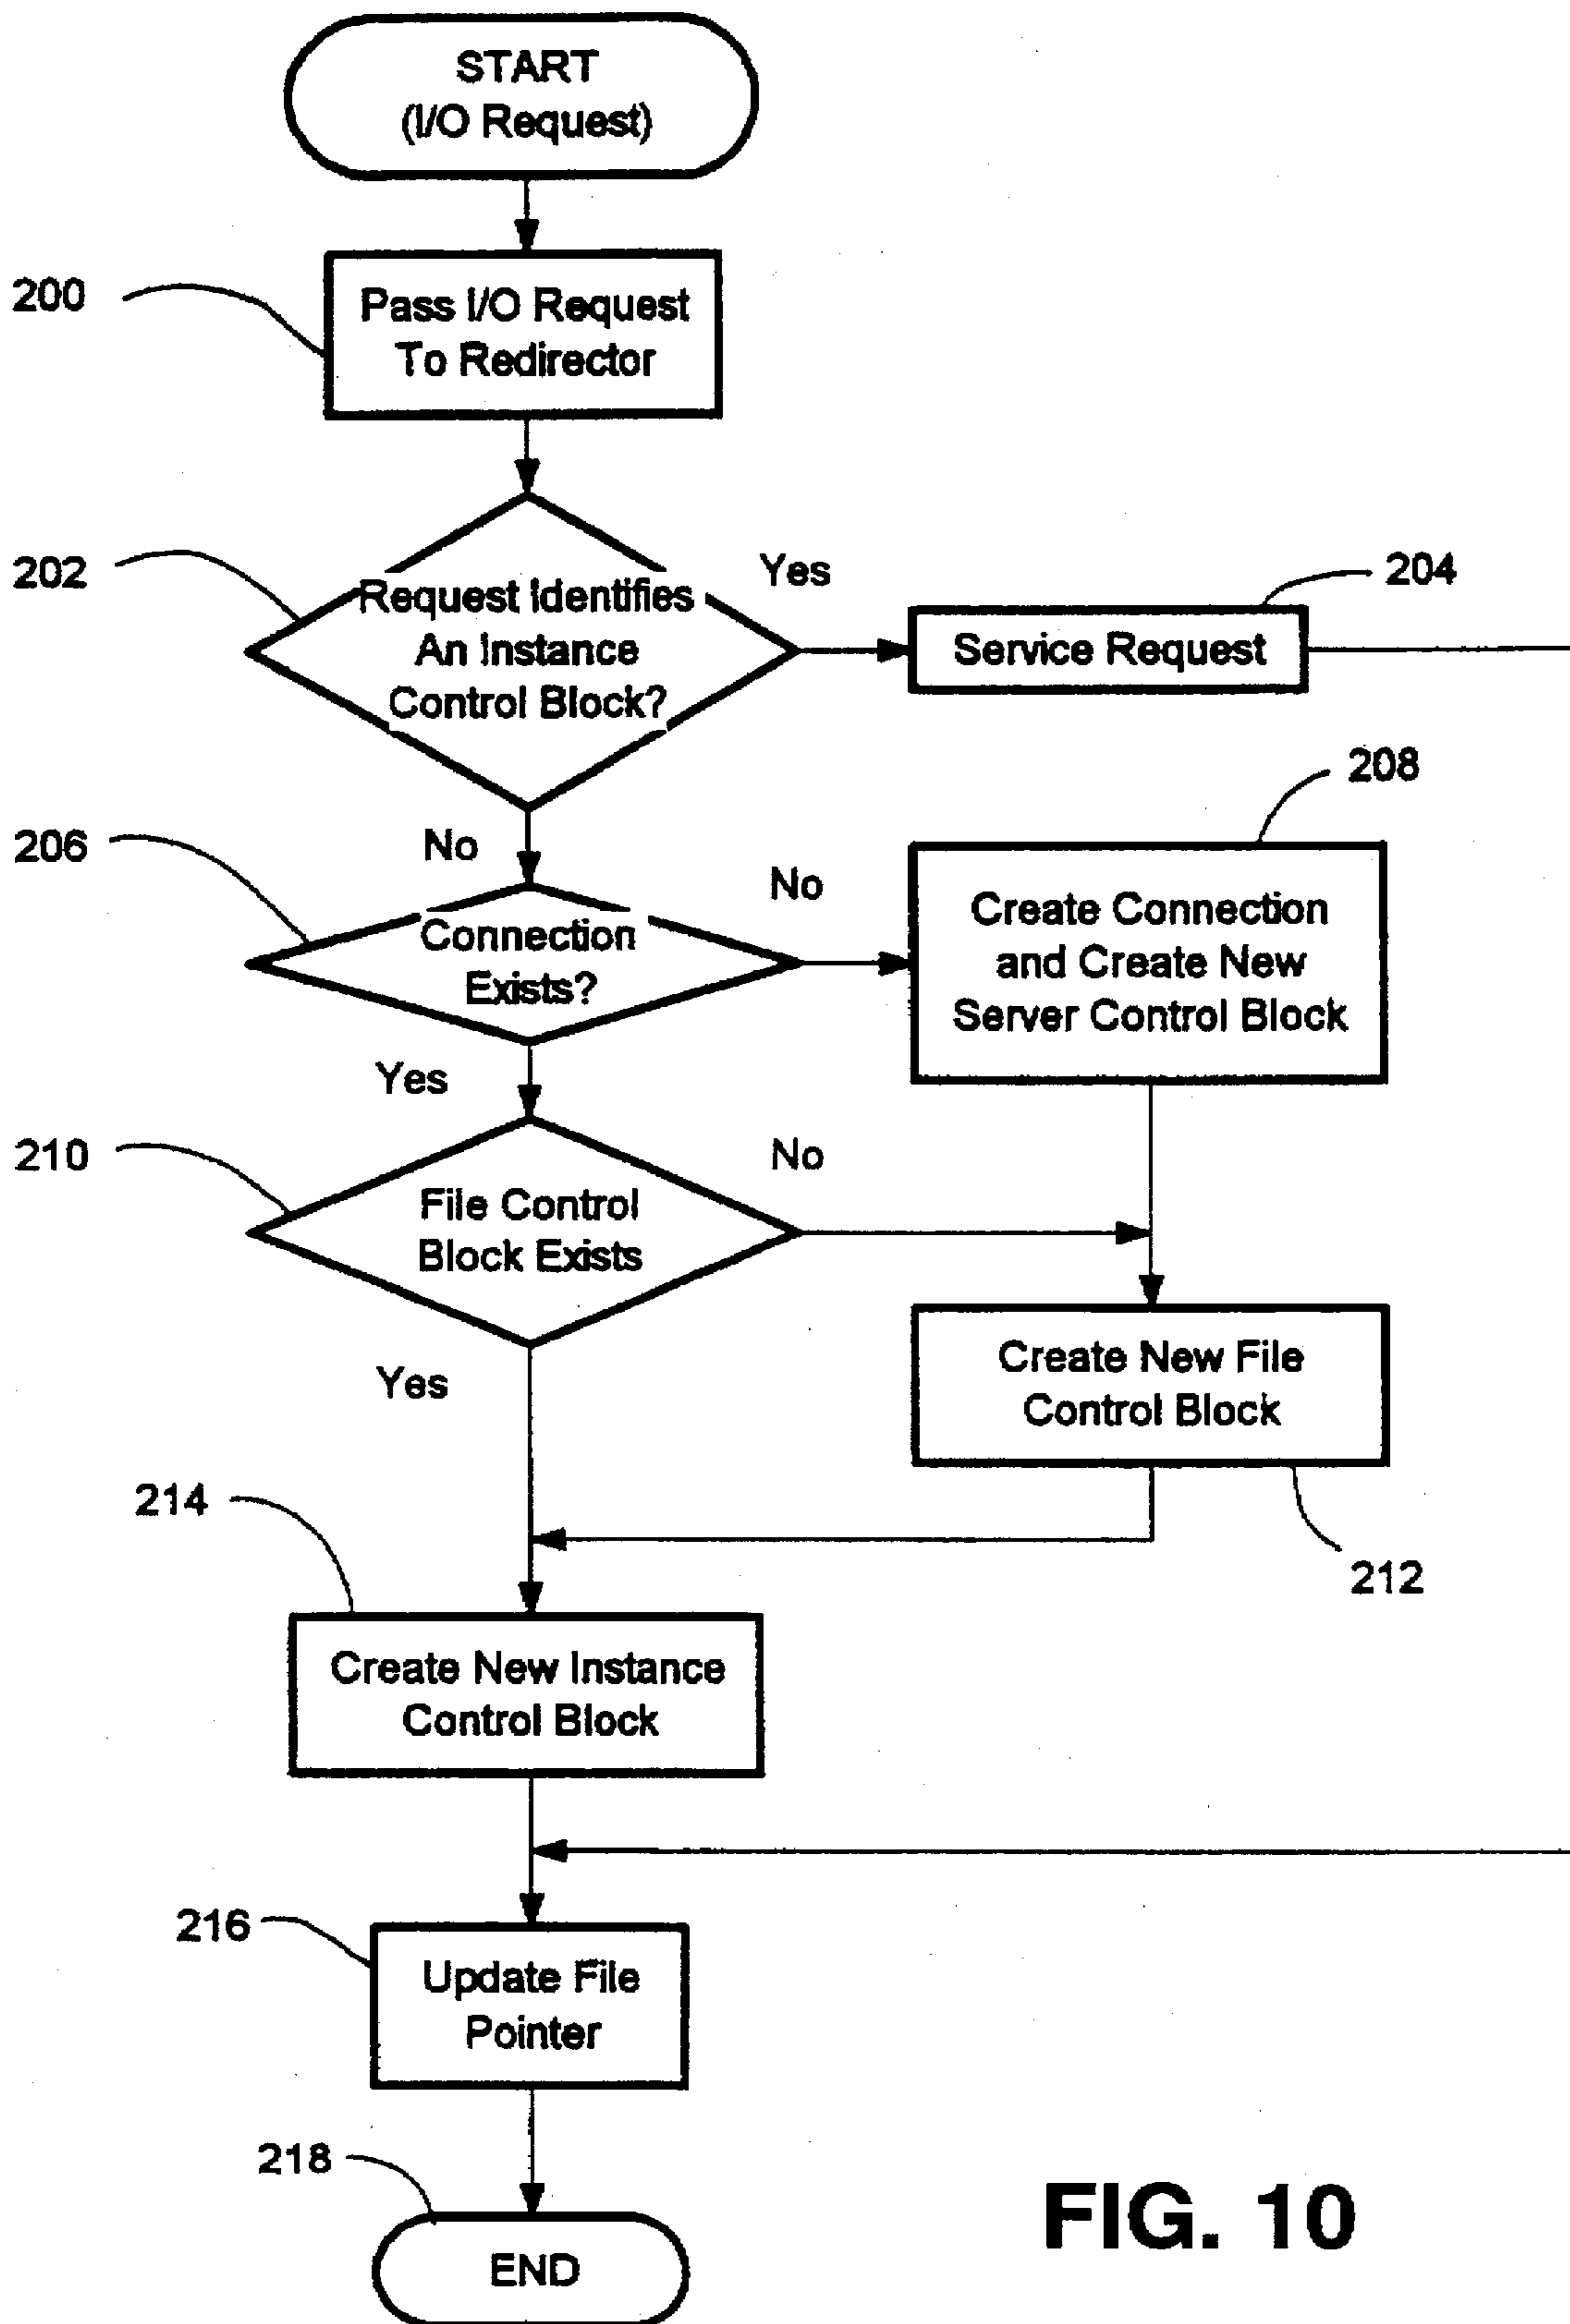 START
(I/O Request)
200
Pass I/O Request
To Redirector
202
Request Identifies
An Instance
Control Block?
Yes
204
Service Request
No
206
Connection
Exists?
No
208
Create Connection
and Create New
Server Control Block
Yes
210
File Control
Block Exists
No
Create New File
Control Block
212
Yes
214
Create New Instance
Control Block
216
Update File
Pointer
218
END
FIG. 10